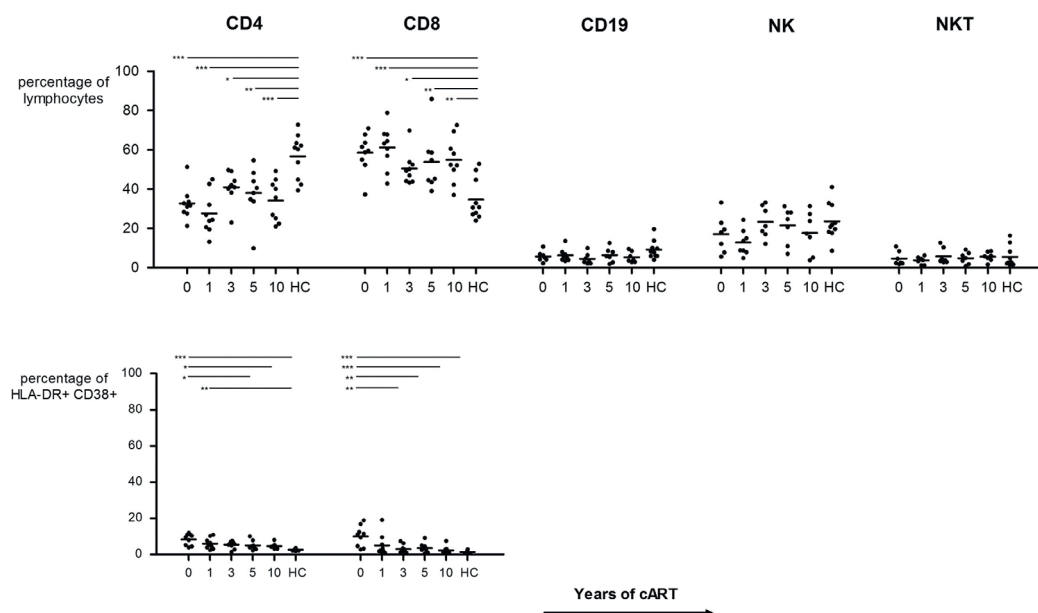 CD4 CD8 CD19 NK NKT
*** ***
*** ***
percentage of
lymphocytes
* *
** **
*** **
100
80
60
40
20
0
0 1 3 5 10 HC 0 1 3 5 10 HC 0 1 3 5 10 HC 0 1 3 5 10 HC 0 1 3 5 10 HC
*** ***
* ***
* **
** **
percentage of
HLA-DR+ CD38+
100
80
60
40
20
0
0 1 3 5 10 HC 0 1 3 5 10 HC
Years of cART